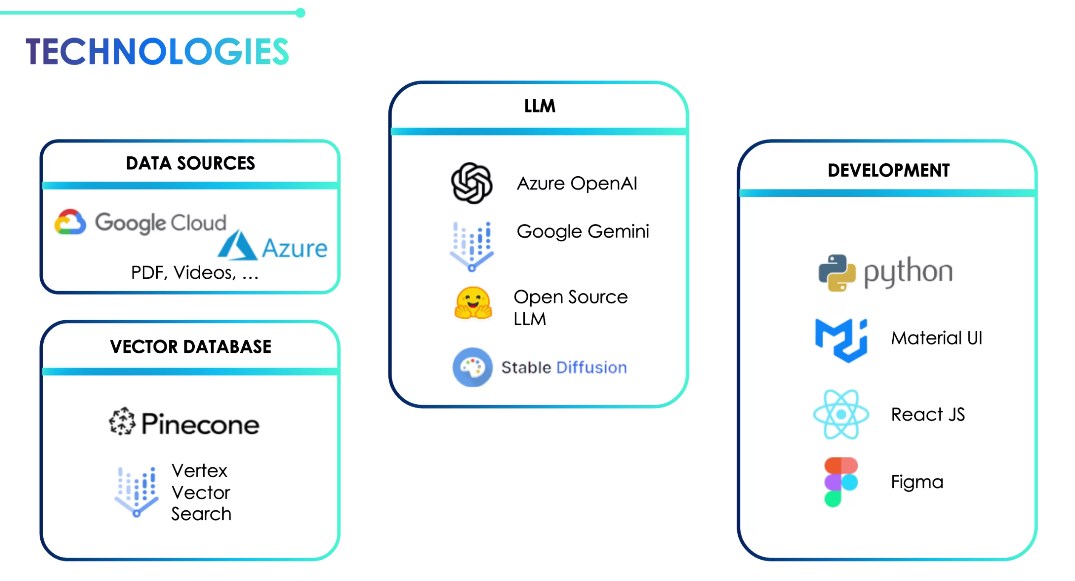 TECHNOLOGIES
DATA SOURCES
Google Cloud
Azure
PDF, Videos, ...
VECTOR DATABASE
Pinecone
Vertex
Vector
Search
LLM
Azure OpenAI
Google Gemini
Open Source
LLM
Stable Diffusion
DEVELOPMENT
python
Material UI
React JS
Figma